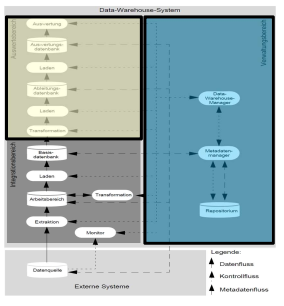 Data-Warehouse-System
Auswertebereich
Verwaltungsbereich
Auswertung
Auswertungs-
datenbank
Laden
Ableitungs-
datenbank
Laden
Transformation
Data-
Warehouse-
Manager
Integrationsbereich
Basis-
datenbank
Metadaten-
manager
Laden
Arbeitsbereich
Transformation
Repositorium
Extraktion
Monitor
Datenquelle
Externe Systeme
Legende:
Datenfluss
Kontrollfluss
Metadatenfluss